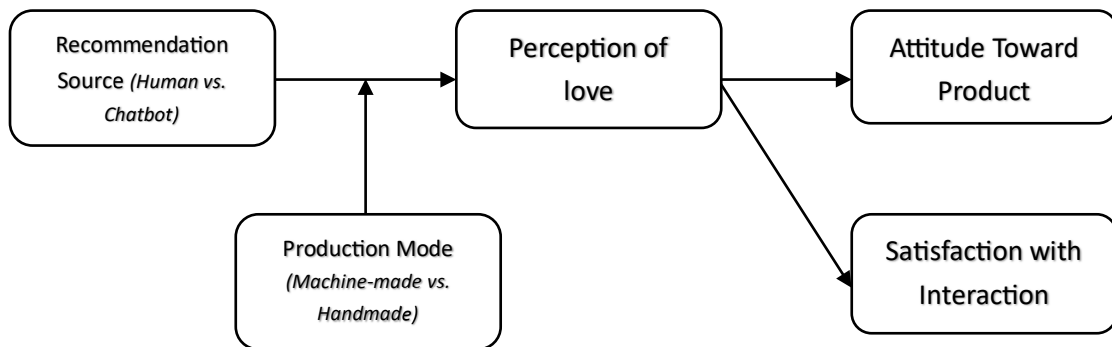 Recommendation
Source (Human vs.
Chatbot)
Perception of
love
Attitude Toward
Product
Production Mode
(Machine-made vs.
Handmade)
Satisfaction with
Interaction